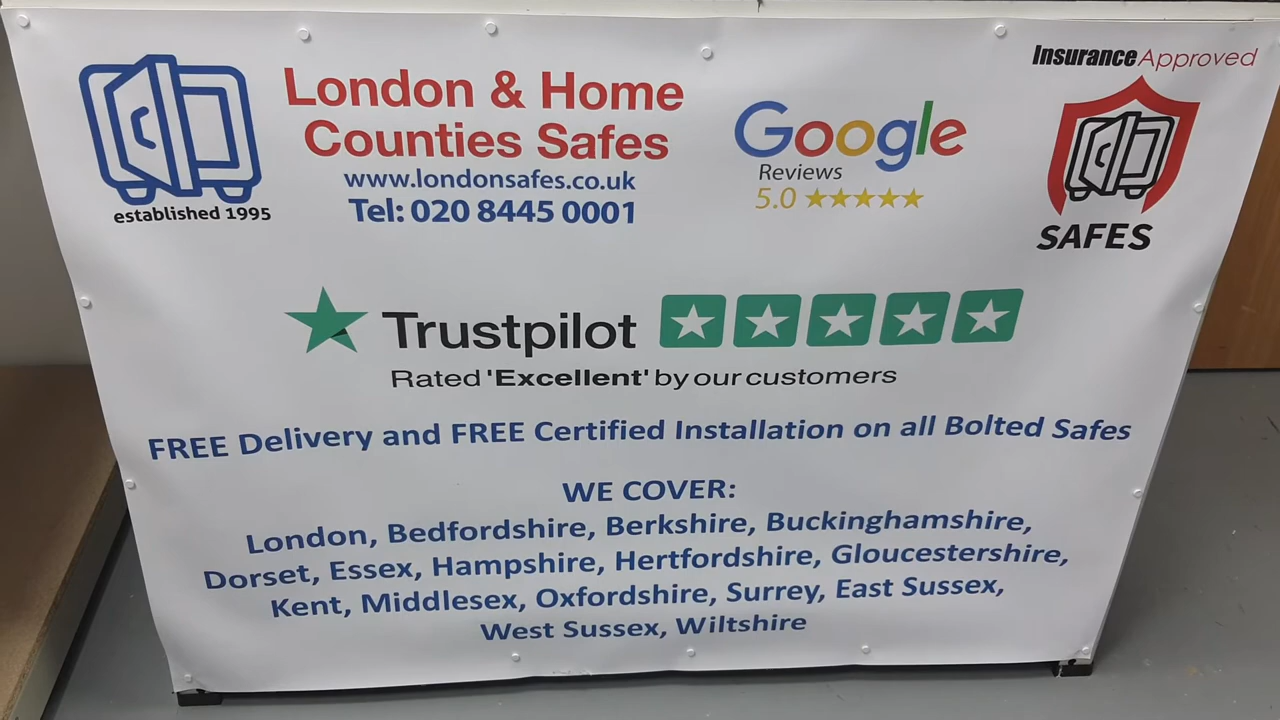 London & Home
Counties Safes
www.londonsafes.co.uk
Tel: 020 8445 0001
established 1995
Google
Reviews
5.0
Insurance Approved
SAFES
Trustpilot
Rated 'Excellent' by our customers
FREE Delivery and FREE Certified Installation on all Bolted Safes
WE COVER:
London, Bedfordshire, Berkshire, Buckinghamshire,
Dorset, Essex, Hampshire, Hertfordshire, Gloucestershire,
Kent, Middlesex, Oxfordshire, Surrey, East Sussex,
West Sussex, Wiltshire